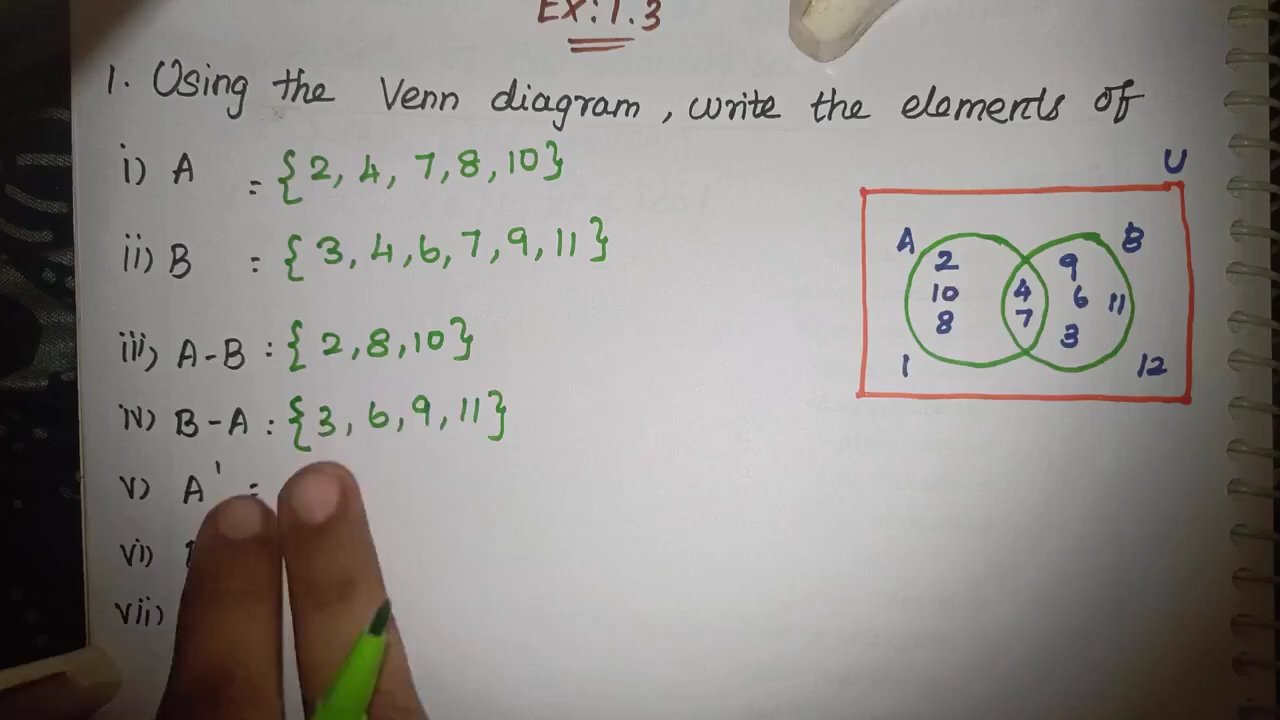 EX:1.3
1. Using the Venn diagram, write the elements of
i) A = {2, 4, 7, 8, 10}
ii) B = {3, 4, 6, 7, 9, 11}
iii) A-B : {2, 8, 10}
iv) B-A : {3, 6, 9, 11}
v) A' =
vi)
vii)
U
A B
2 9
10 4 6 11
8 7 3
1 12